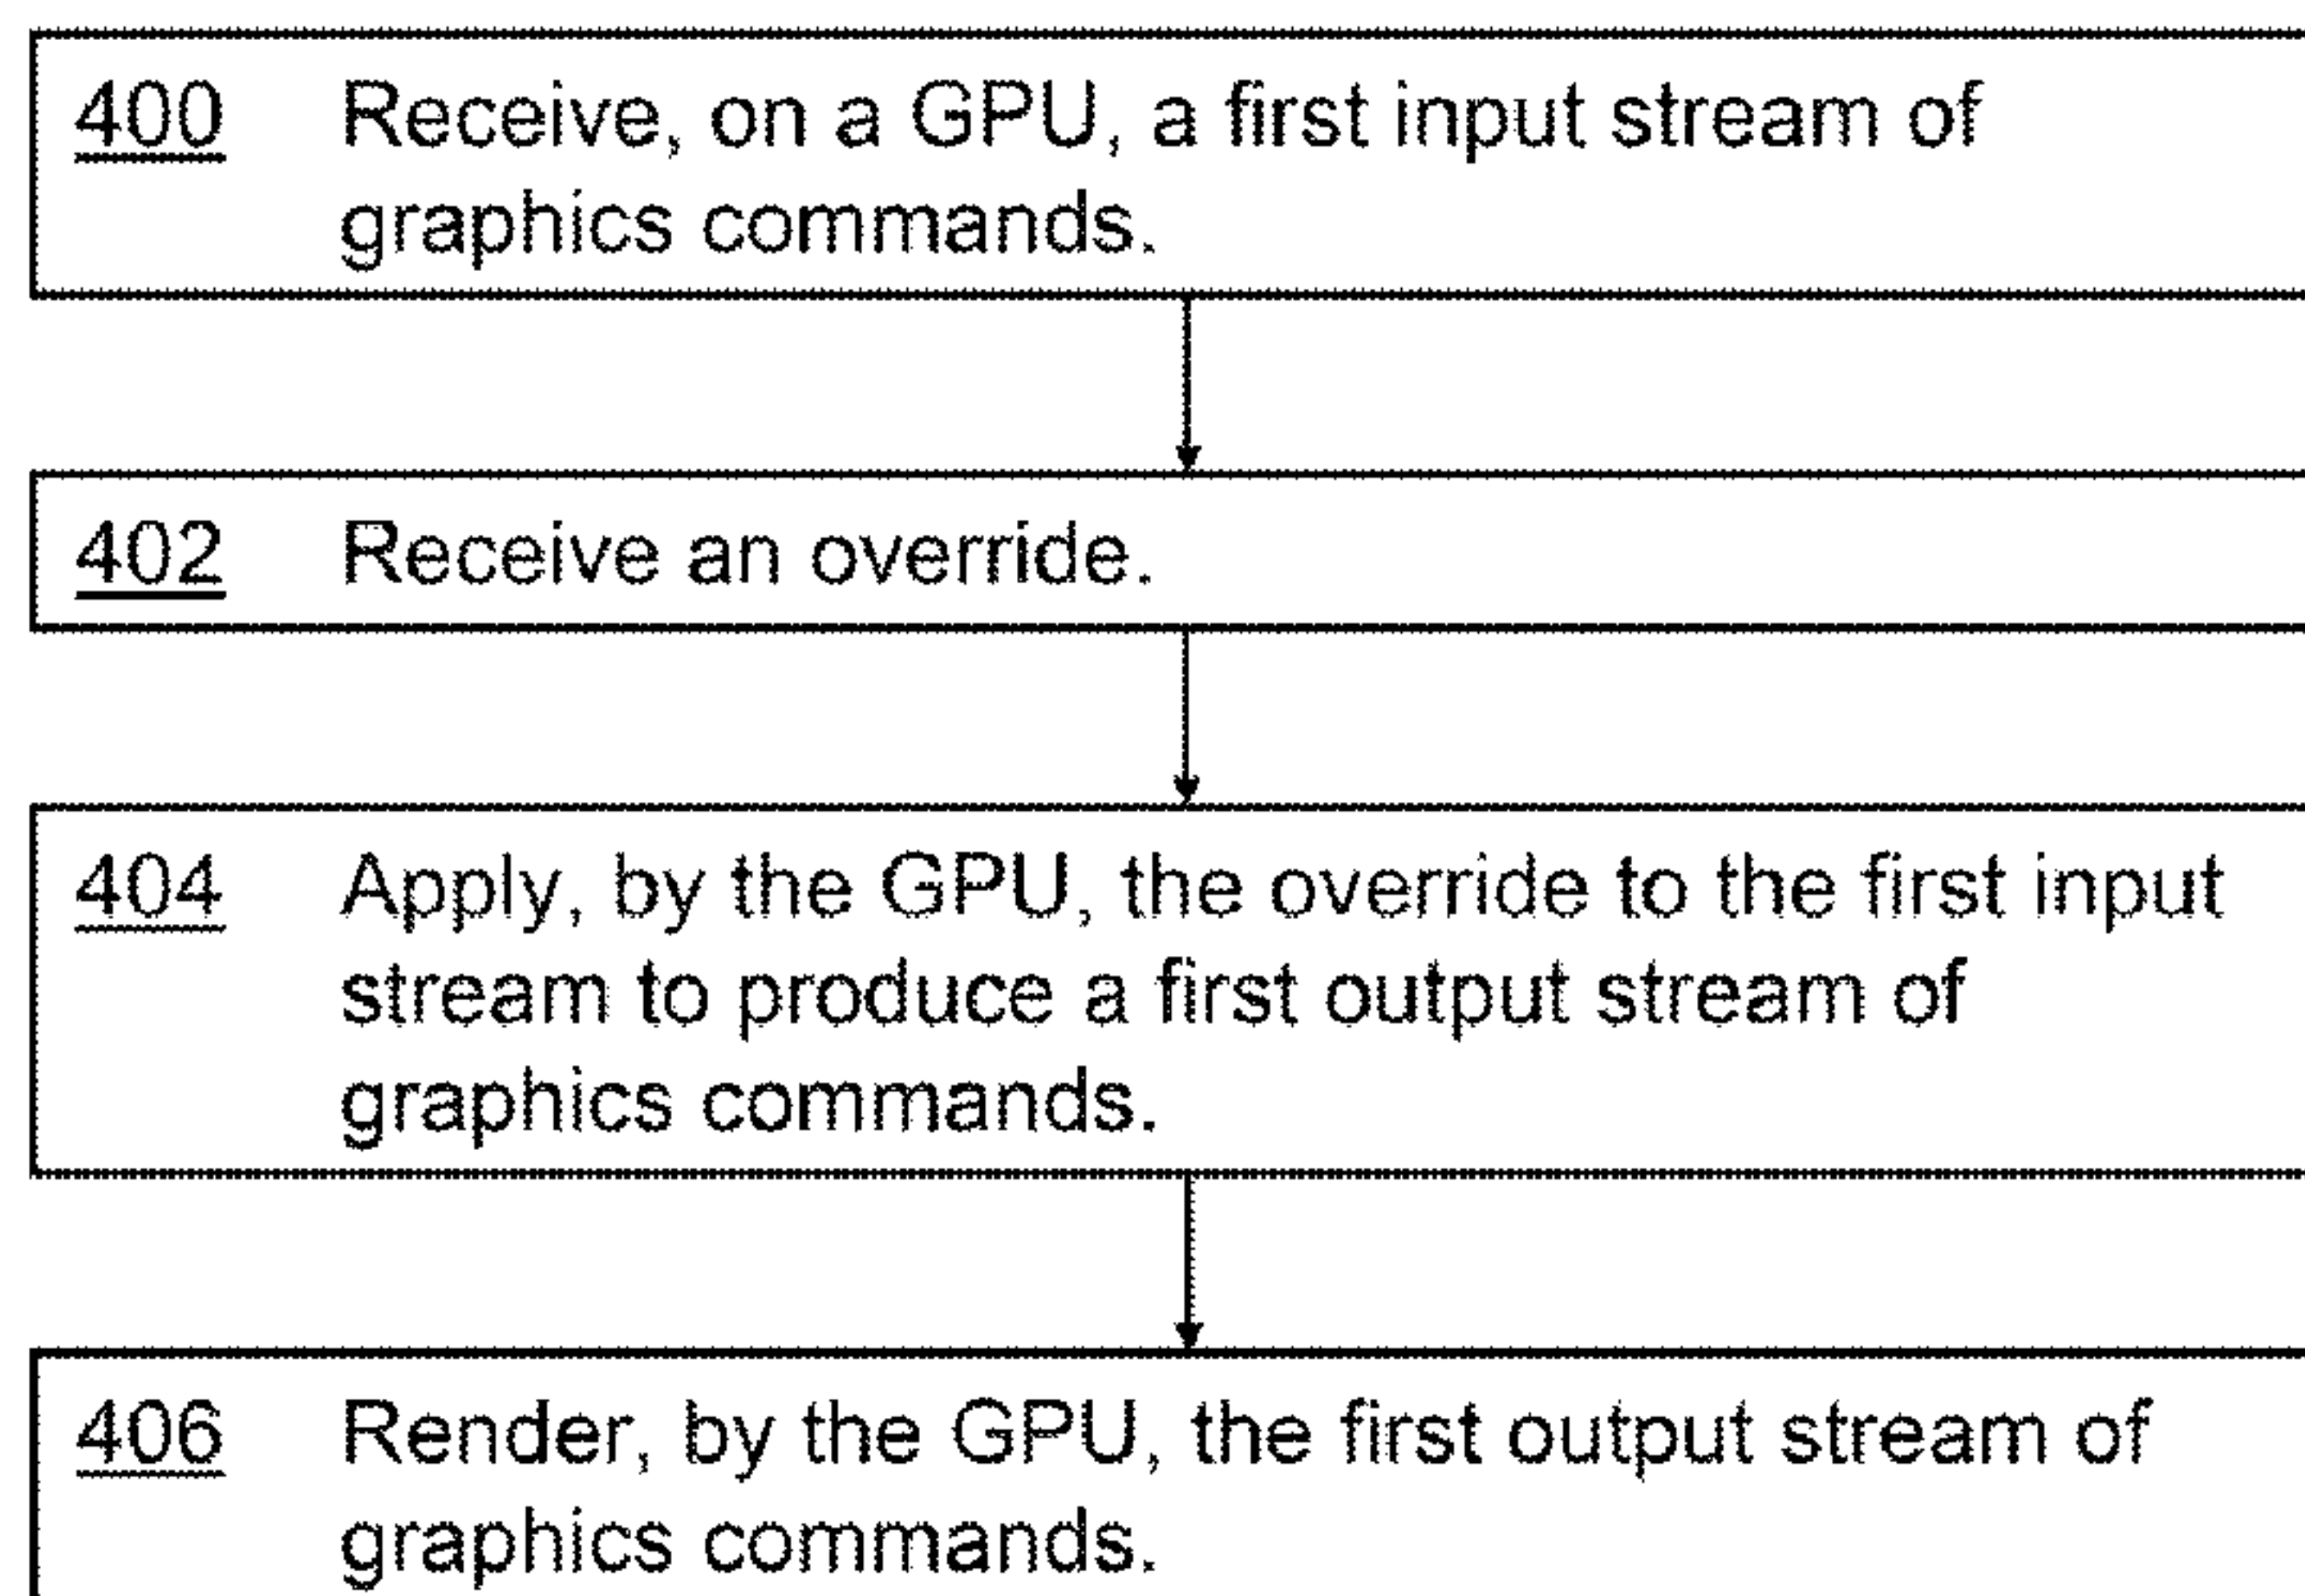 400 Receive, on a GPU, a first input stream of
graphics commands.
402 Receive an override.
404 Apply, by the GPU, the override to the first input
stream to produce a first output stream of
graphics commands.
406 Render, by the GPU, the first output stream of
graphics commands.